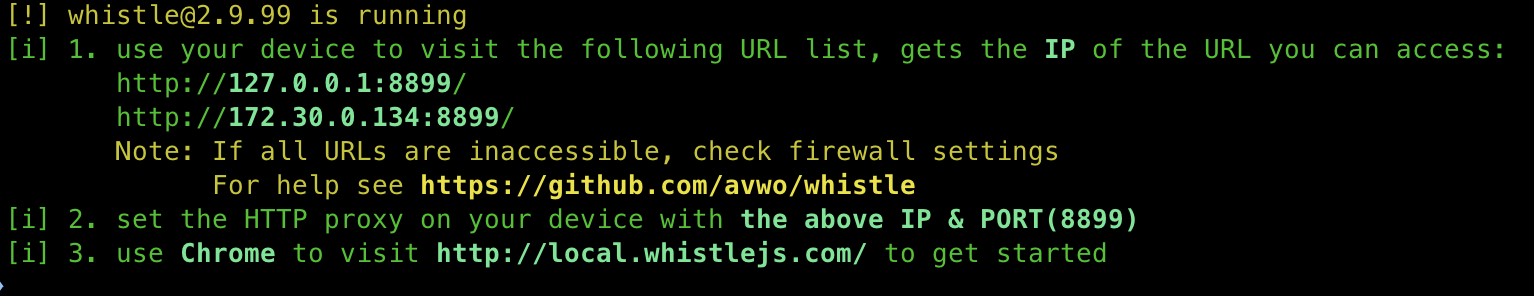 [!] whistle@2.9.99 is running
[i] 1. use your device to visit the following URL list, gets the IP of the URL you can access:
http://127.0.0.1:8899/
http://172.30.0.134:8899/
Note: If all URLs are inaccessible, check firewall settings
For help see https://github.com/avwo/whistle
[i] 2. set the HTTP proxy on your device with the above IP & PORT(8899)
[i] 3. use Chrome to visit http://local.whistlejs.com/ to get started